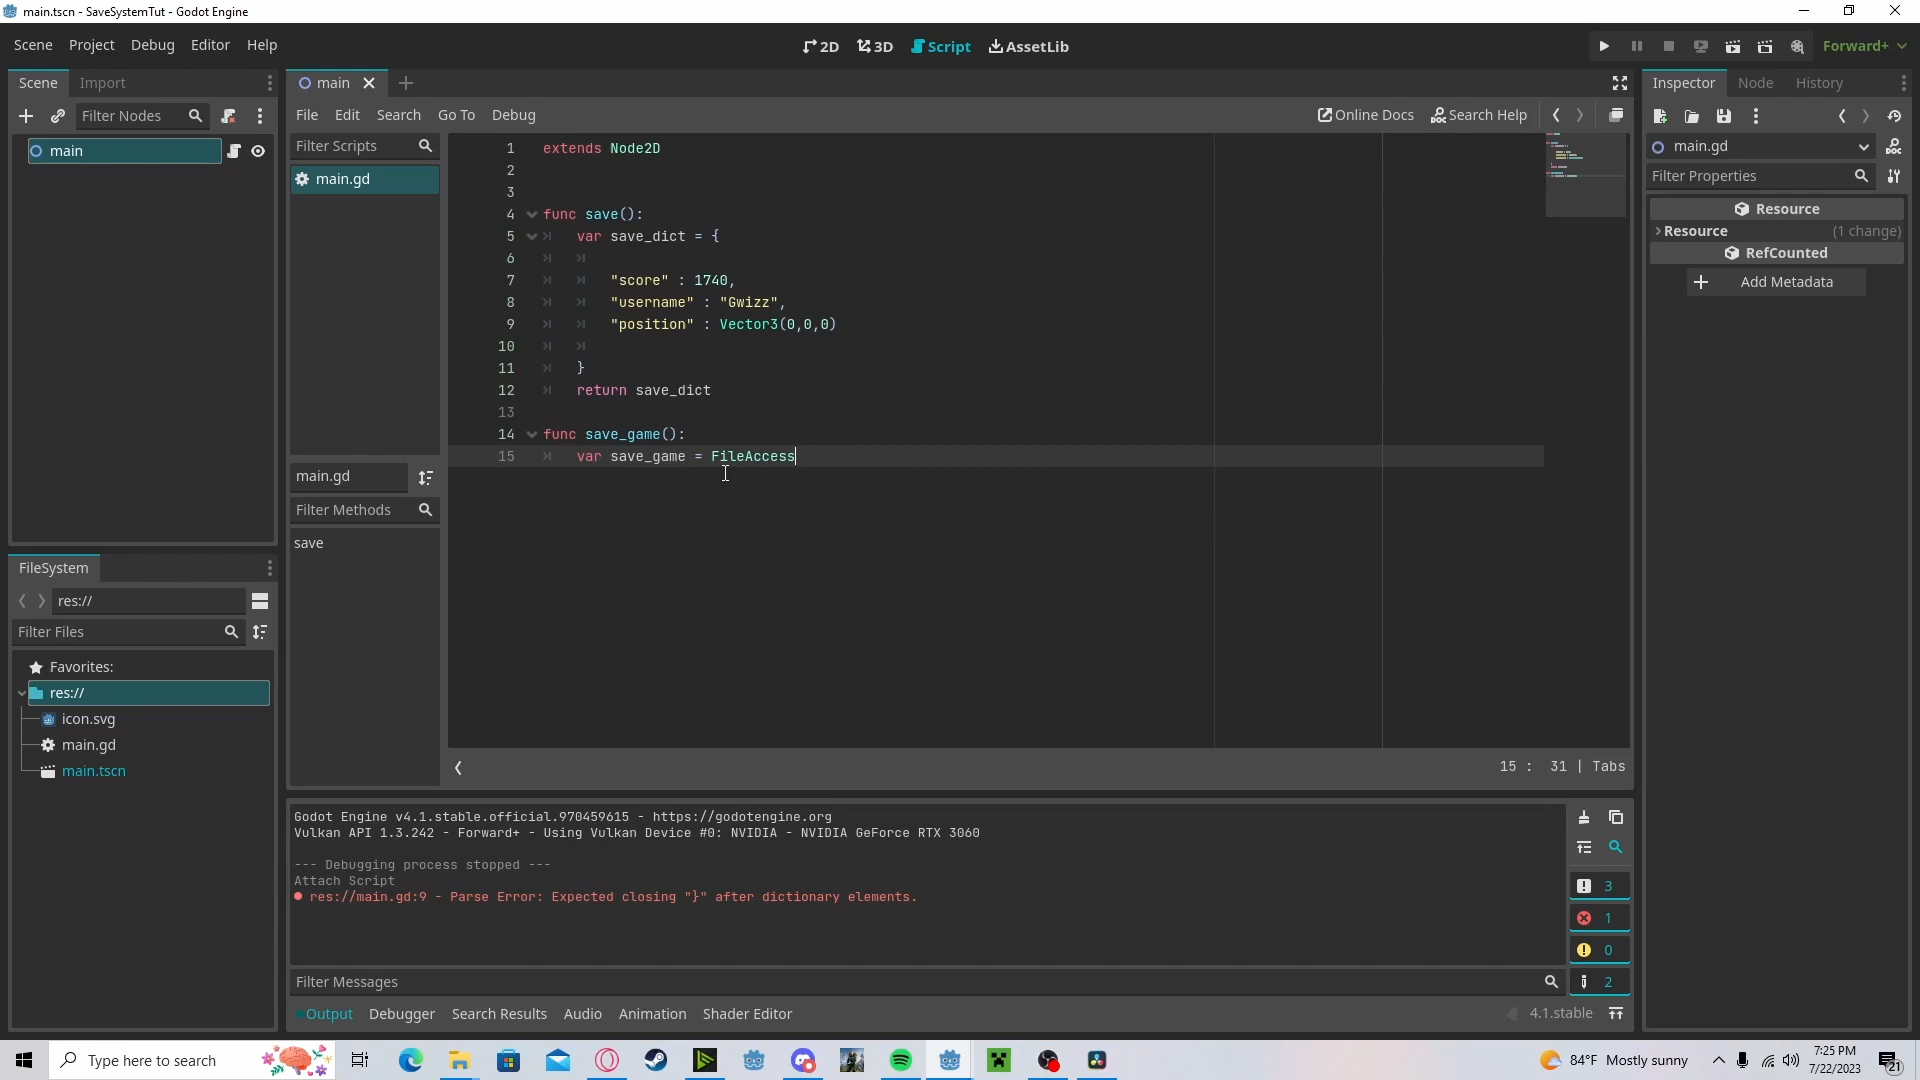 main.tscn - SaveSystemTut - Godot Engine
Scene Project Debug Editor Help
2D 3D Script AssetLib
Forward+
Scene Import
main
Inspector Node History
Filter Nodes
File Edit Search Go To Debug
Online Docs Search Help
main
Filter Scripts
main.gd
main.gd
Filter Properties
Resource
Resource (1 change)
RefCounted
Add Metadata
1 extends Node2D
2
3
4 func save():
5 var save_dict = {
6
7 "score" : 1740,
8 "username" : "Gwizz",
9 "position" : Vector3(0,0,0)
10
11 }
12 return save_dict
13
14 func save_game():
15 var save_game = FileAccess
main.gd
Filter Methods
save
FileSystem
res://
Filter Files
Favorites:
res://
icon.svg
main.gd
main.tscn
15 : 31 | Tabs
Godot Engine v4.1.stable.official.970459615 - https://godotengine.org
Vulkan API 1.3.242 - Forward+ - Using Vulkan Device #0: NVIDIA - NVIDIA GeForce RTX 3060
--- Debugging process stopped ---
Attach Script
res://main.gd:9 - Parse Error: Expected closing "}" after dictionary elements.
3
1
0
2
Filter Messages
Output Debugger Search Results Audio Animation Shader Editor
4.1.stable
Type here to search
84°F Mostly sunny
7:25 PM
7/22/2023
21